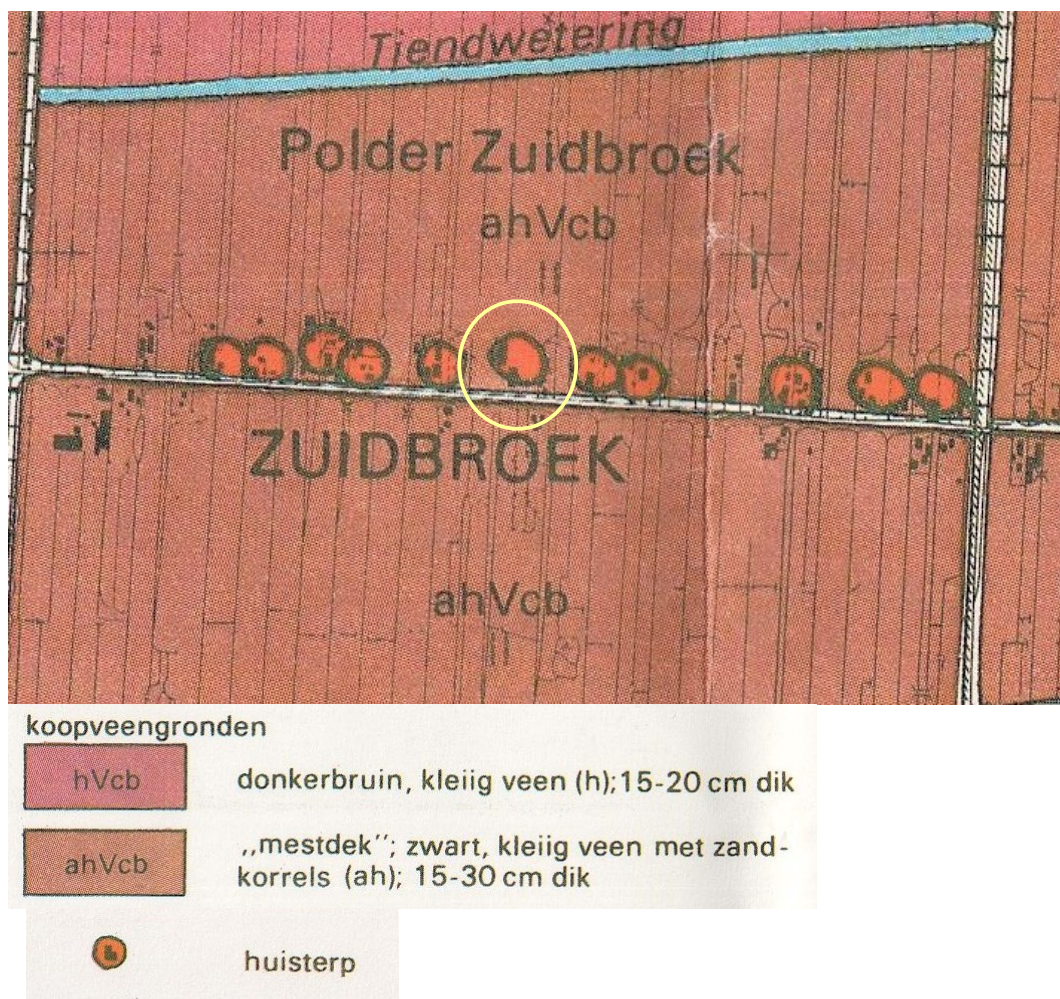 Tiendwètering
Polder Zuidbroek
ahVcb
ZUIDBROEK
ahVcb
koopveengronden
hVcb
donkerbruin, kleiig veen (h); 15-20 cm dik
ahVcb
,,mestdek′′; zwart, kleiig veen met zand-
korrels (ah); 15-30 cm dik
huisterp